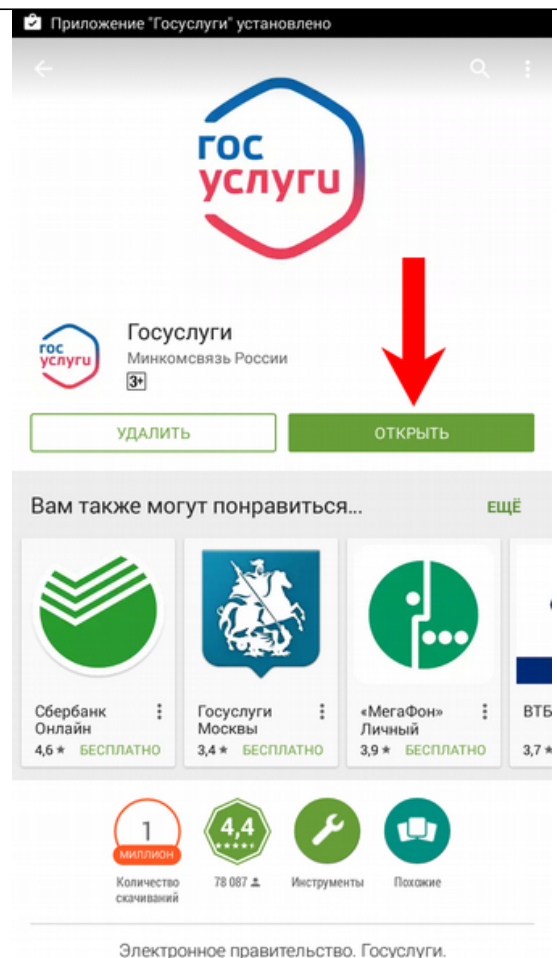 Приложение "Госуслуги" установлено
гос
услуги
гос
услуги
Госуслуги
Минкомсвязь России
3+
УДАЛИТЬ
ОТКРЫТЬ
Вам также могут понравиться...
ЕЩЁ
Сбербанк Онлайн
4,6 ★ БЕСПЛАТНО
Госуслуги Москвы
3,4 ★ БЕСПЛАТНО
«МегаФон» Личный
3,9 ★ БЕСПЛАТНО
ВТБ
3,7 ★
1
МИЛЛИОН
Количество скачиваний
4,4
78 087
Инструменты
Похожие
Электронное правительство. Госуслуги.